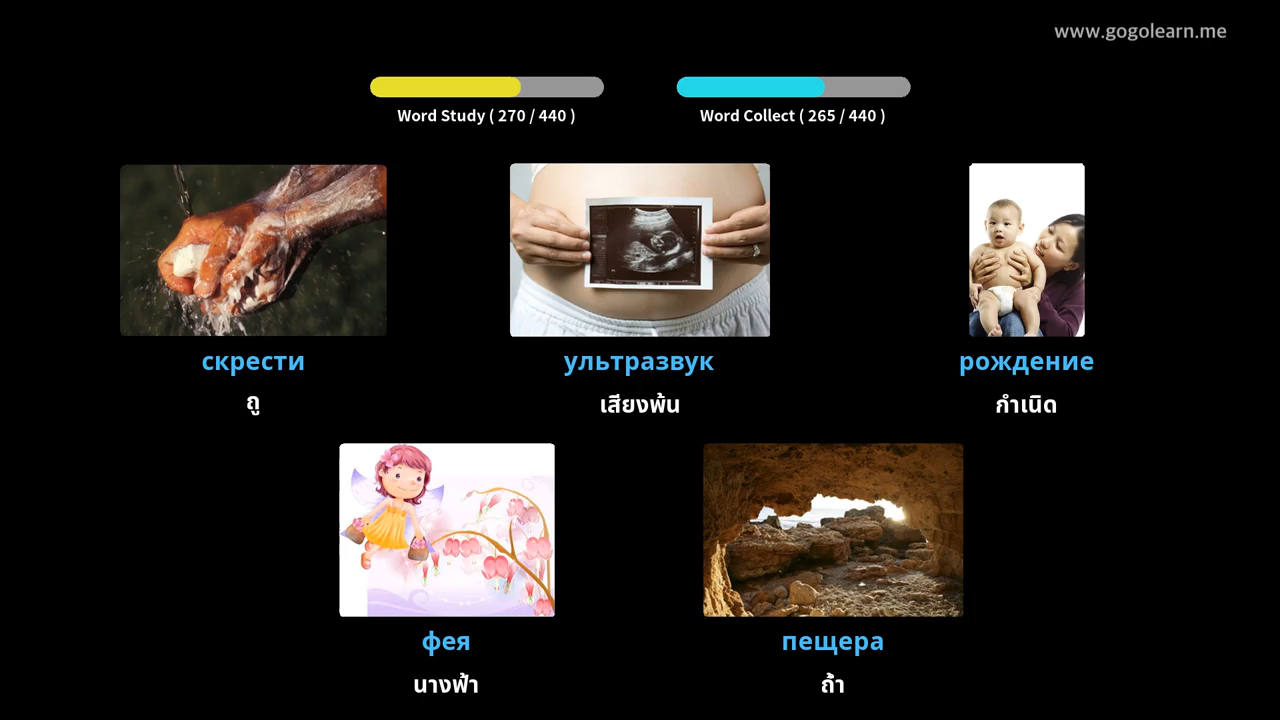 www.gogolearn.me
Word Study ( 270 / 440 )
Word Collect ( 265 / 440 )
скрести
ультразвук
рождение
ถู
เสียงพ้น
กำเนิด
фея
пещера
นางฟ้า
ถ้ำ